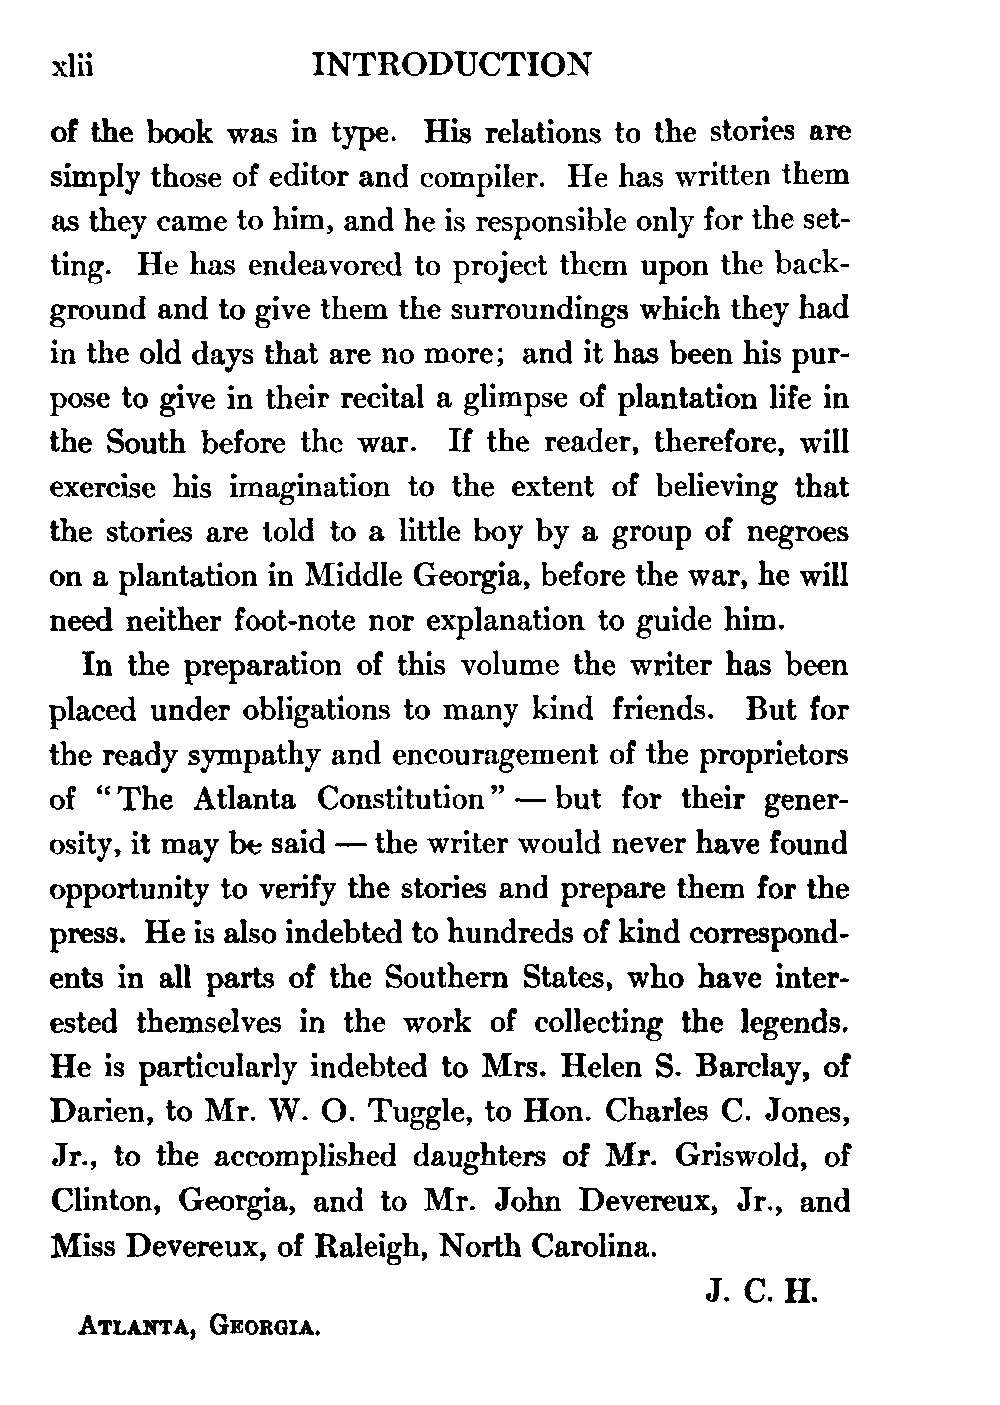 xlii INTRODUCTION
of the book was in type. His relations to the stories are
simply those of editor and compiler. He has written them
as they came to him, and he is responsible only for the set-
ting. He has endeavored to project them upon the back-
ground and to give them the surroundings which they had
in the old days that are no more; and it has been his pur-
pose to give in their recital a glimpse of plantation life in
the South before the war. If the reader, therefore, will
exercise his imagination to the extent of believing that
the stories are told to a little boy by a group of negroes
on a plantation in Middle Georgia, before the war, he will
need neither foot-note nor explanation to guide him.
In the preparation of this volume the writer has been
placed under obligations to many kind friends. But for
the ready sympathy and encouragement of the proprietors
of "The Atlanta Constitution" — but for their gener-
osity, it may be said — the writer would never have found
opportunity to verify the stories and prepare them for the
press. He is also indebted to hundreds of kind correspond-
ents in all parts of the Southern States, who have inter-
ested themselves in the work of collecting the legends.
He is particularly indebted to Mrs. Helen S. Barclay, of
Darien, to Mr. W. O. Tuggle, to Hon. Charles C. Jones,
Jr., to the accomplished daughters of Mr. Griswold, of
Clinton, Georgia, and to Mr. John Devereux, Jr., and
Miss Devereux, of Raleigh, North Carolina.
J. C. H.
ATLANTA, GEORGIA.